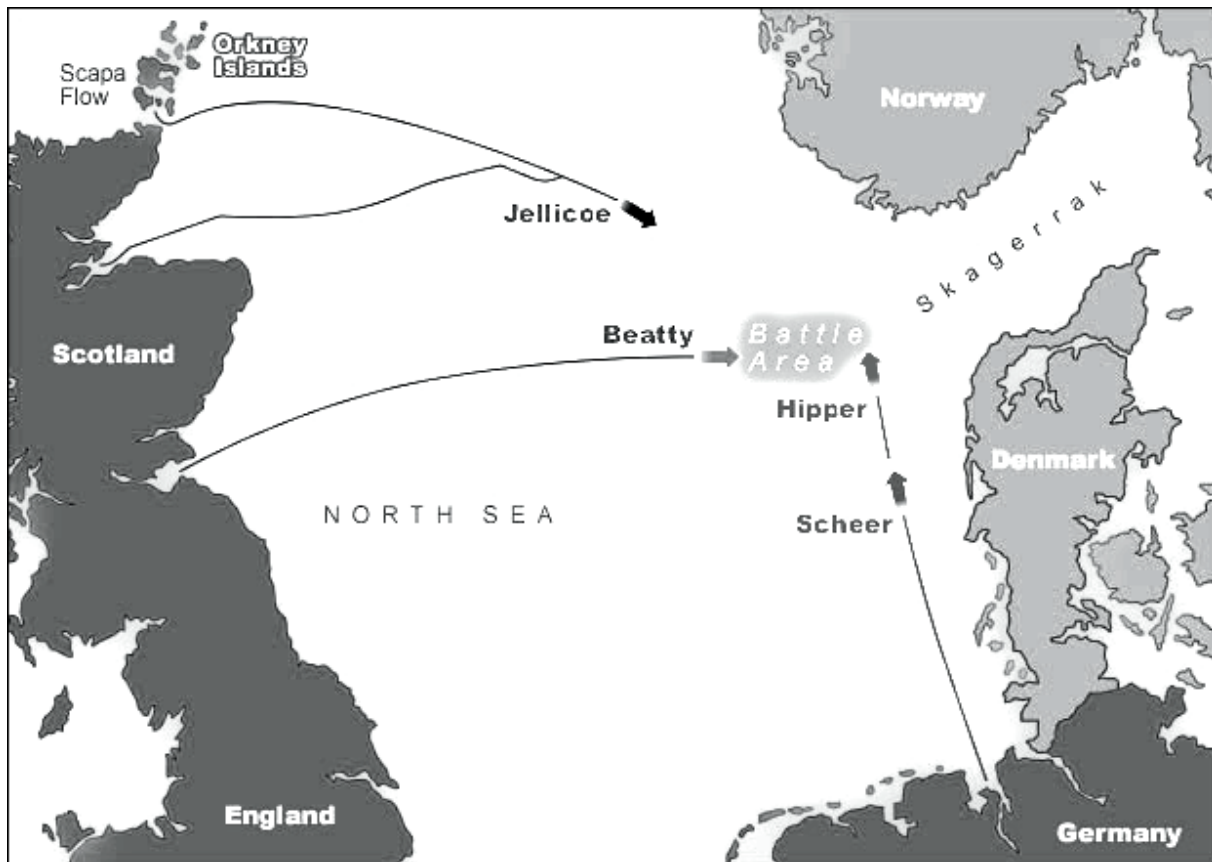 Orkney
Islands
Scapa
Flow
Norway
Jellicoe
Skagerrak
Beatty
Battle
Area
Scotland
Hipper
Denmark
NORTH SEA
Scheer
England
Germany